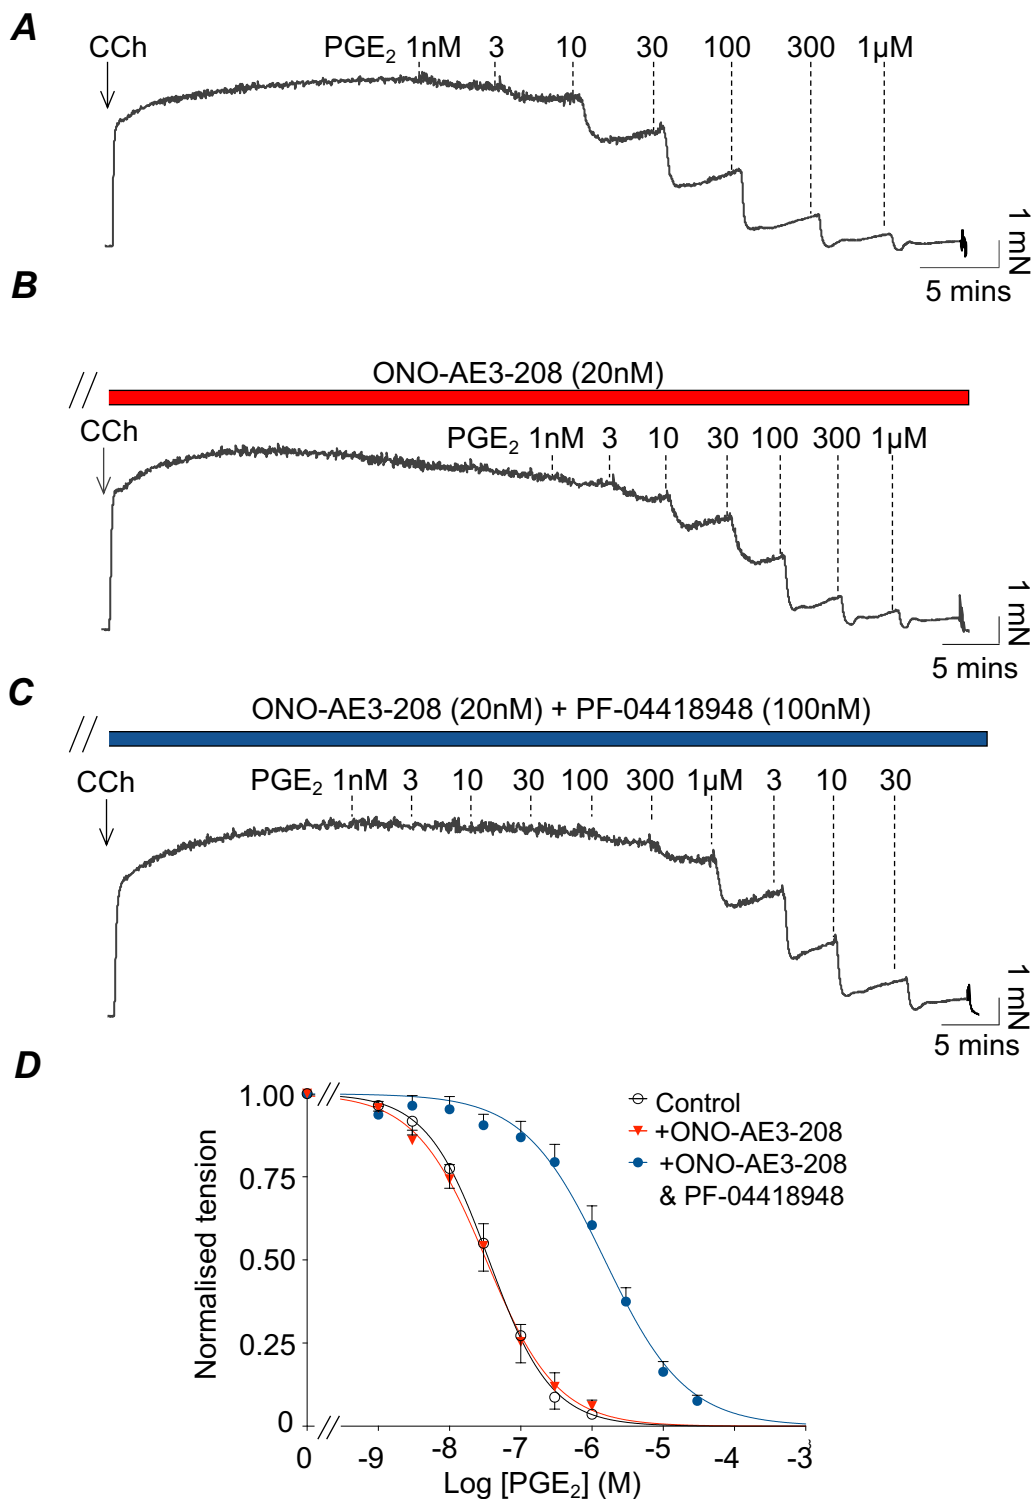 A
CCh PGE₂ 1nM 3 10 30 100 300 1µM
1 mN
5 mins
B
ONO-AE3-208 (20nM)
CCh PGE₂ 1nM 3 10 30 100 300 1µM
1 mN
5 mins
C
ONO-AE3-208 (20nM) + PF-04418948 (100nM)
CCh PGE₂ 1nM 3 10 30 100 300 1µM 3 10 30
1 mN
5 mins
D
1.00
0.75
0.50
0.25
0
Normalised tension
Control
+ONO-AE3-208
+ONO-AE3-208
& PF-04418948
0 -9 -8 -7 -6 -5 -4 -3
Log [PGE₂] (M)